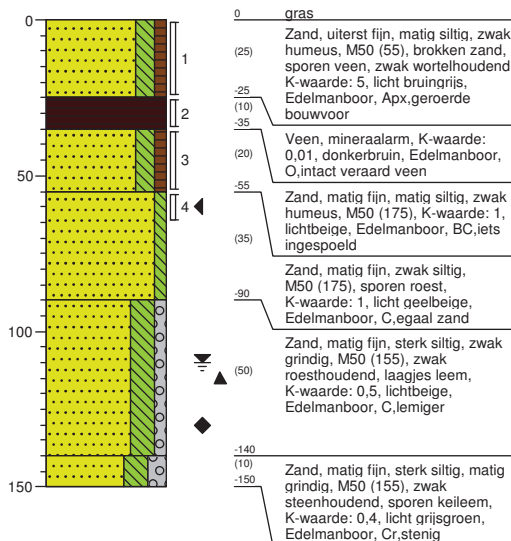 0
50
100
150
1
2
3
4
0 gras
(25)
Zand, uiterst fijn, matig siltig, zwak
humeus, M50 (55), brokken zand,
sporen veen, zwak wortelhoudend,
K-waarde: 5, licht bruingrijs,
Edelmanboor, Apx,geroerde
bouwvoor
-25
(10)
-35
Veen, mineraalarm, K-waarde:
0,01, donkerbruin, Edelmanboor,
O,intact veraard veen
(20)
-55
Zand, matig fijn, matig siltig, zwak
humeus, M50 (175), K-waarde: 1,
lichtbeige, Edelmanboor, BC,iets
ingespoeld
(35)
-90
Zand, matig fijn, zwak siltig,
M50 (175), sporen roest,
K-waarde: 1, licht geelbeige,
Edelmanboor, C,egaal zand
(50)
Zand, matig fijn, sterk siltig, zwak
grindig, M50 (155), zwak
roesthoudend, laagjes leem,
K-waarde: 0,5, lichtbeige,
Edelmanboor, C,lemiger
-140
(10)
-150
Zand, matig fijn, sterk siltig, matig
grindig, M50 (155), zwak
steenhoudend, sporen keileem,
K-waarde: 0,4, licht grijsgroen,
Edelmanboor, Cr,stenig